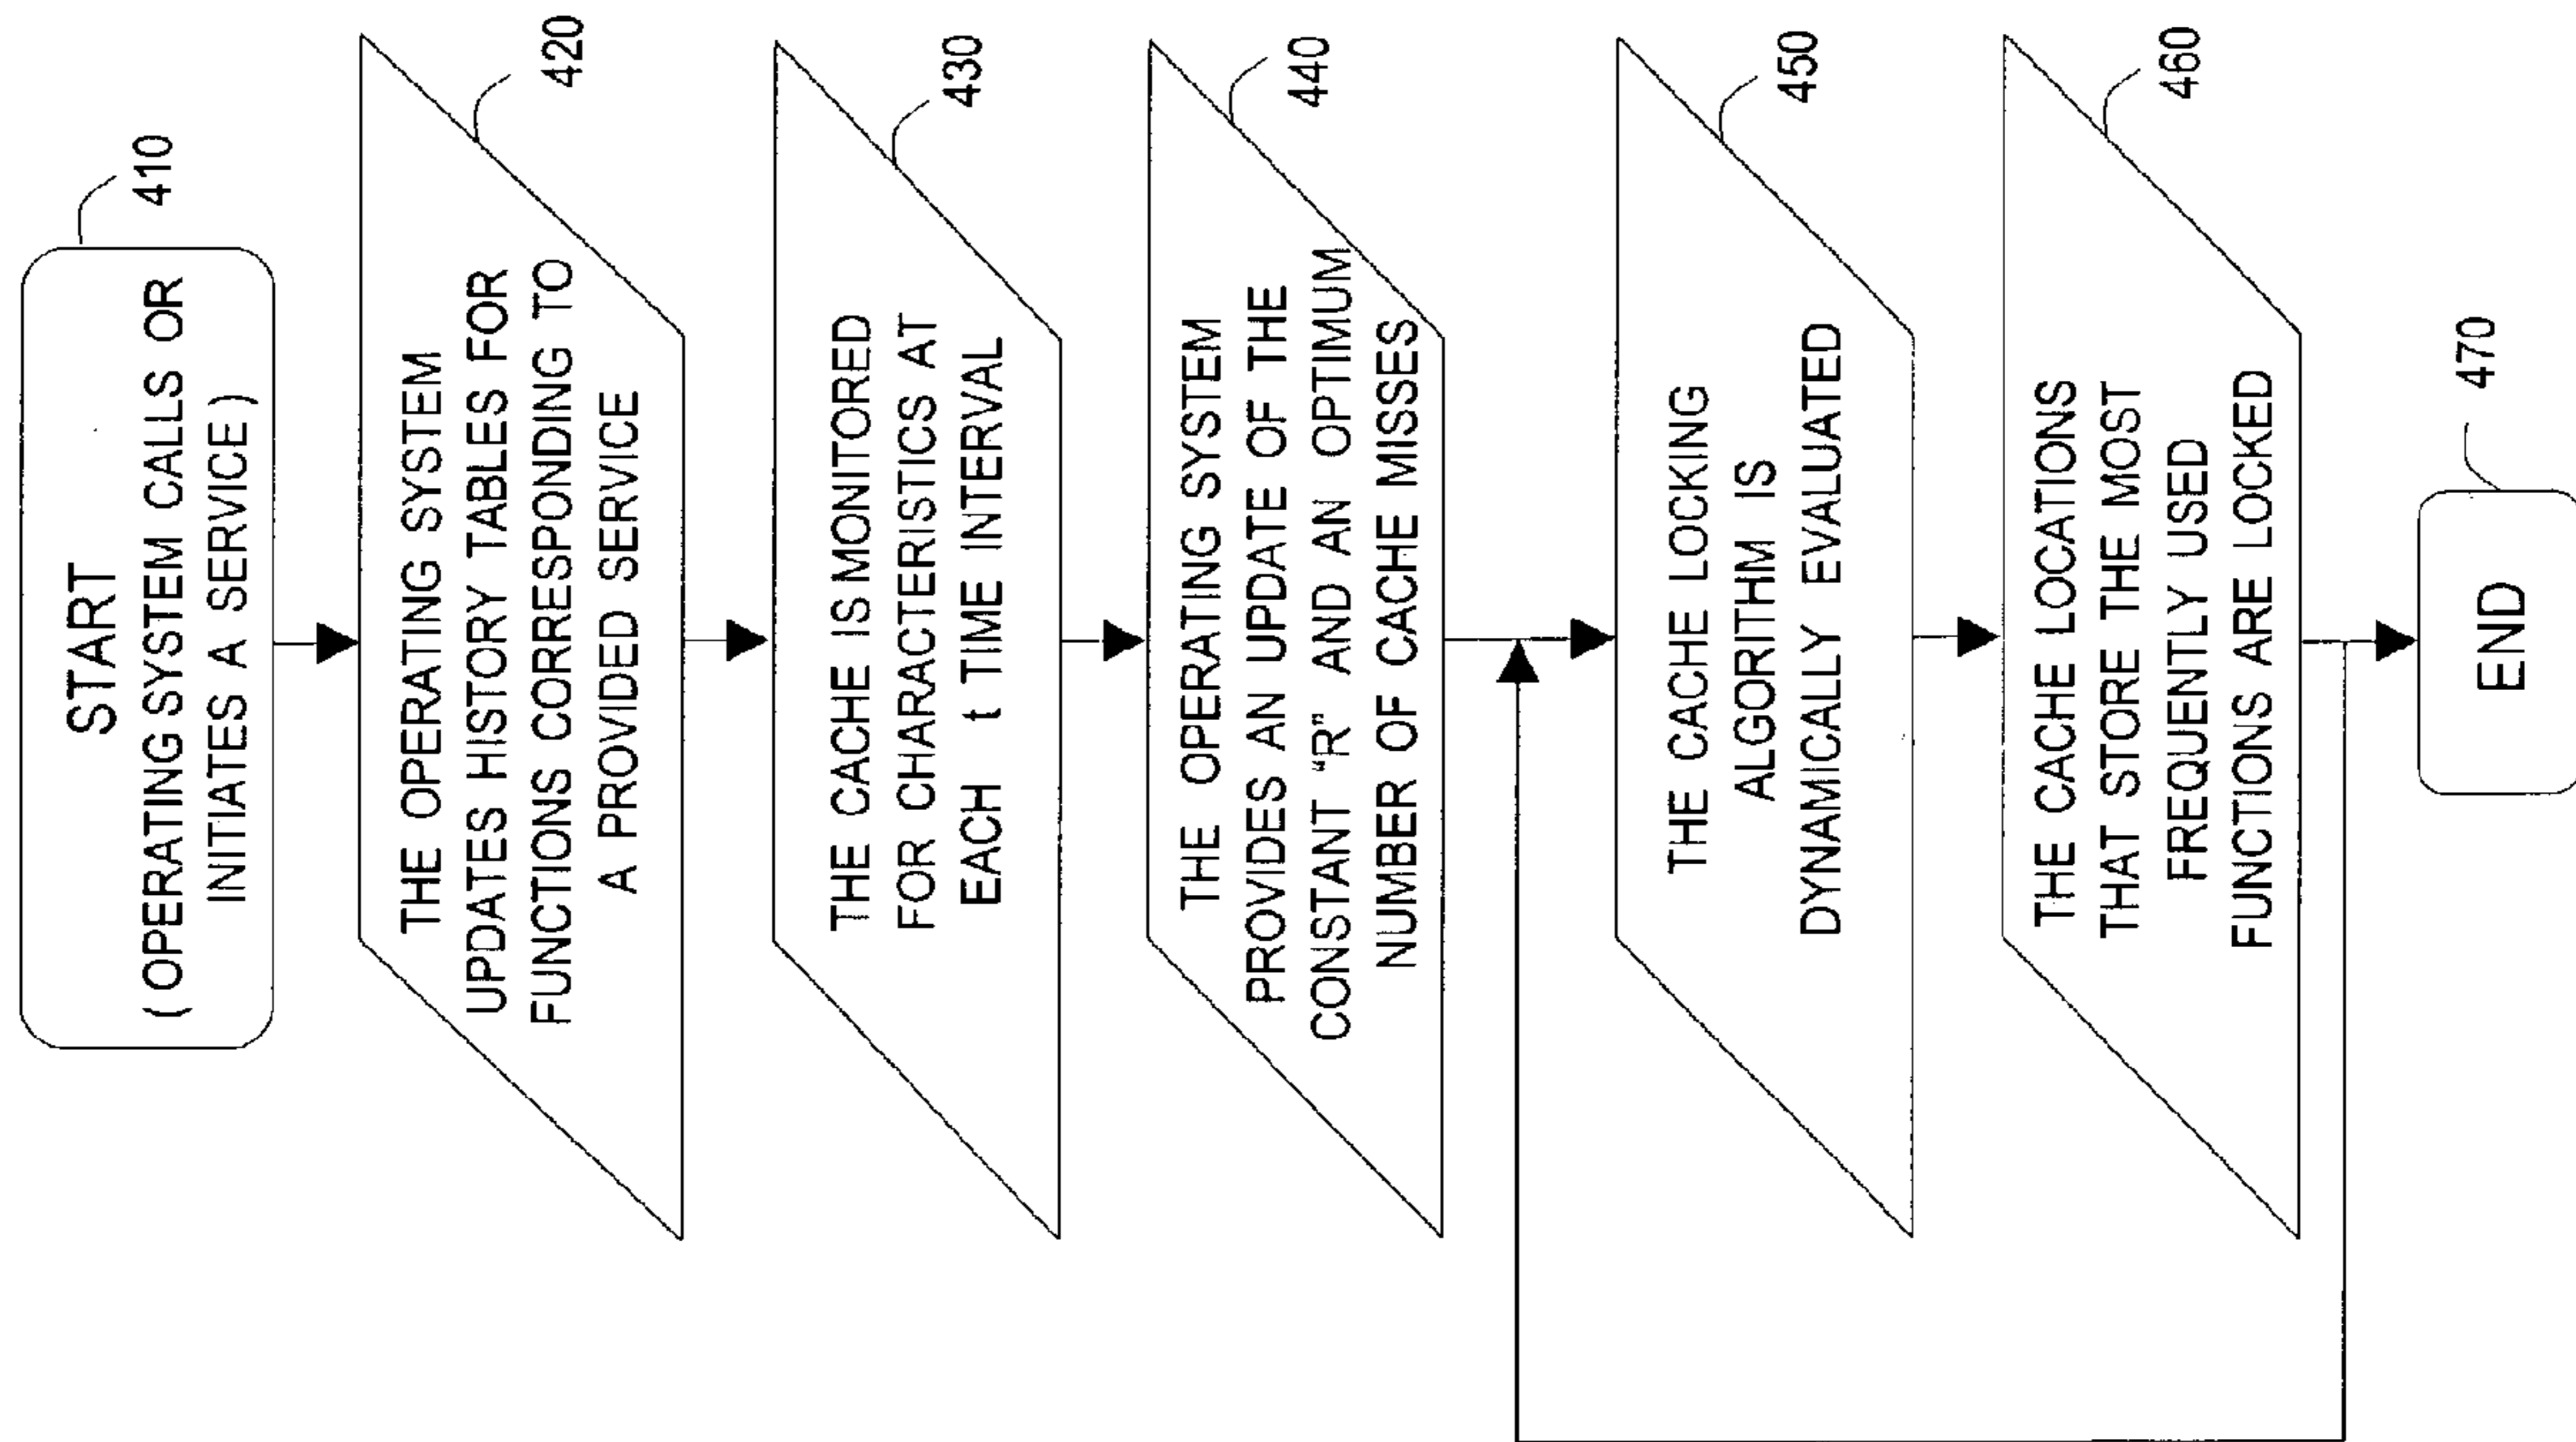 START
( OPERATING SYSTEM CALLS OR
INITIATES A SERVICE )
410
THE OPERATING SYSTEM
UPDATES HISTORY TABLES FOR
FUNCTIONS CORRESPONDING TO
A PROVIDED SERVICE
420
THE CACHE IS MONITORED
FOR CHARACTERISTICS AT
EACH t TIME INTERVAL
430
THE OPERATING SYSTEM
PROVIDES AN UPDATE OF THE
CONSTANT "R" AND AN OPTIMUM
NUMBER OF CACHE MISSES
440
THE CACHE LOCKING
ALGORITHM IS
DYNAMICALLY EVALUATED
450
THE CACHE LOCATIONS
THAT STORE THE MOST
FREQUENTLY USED
FUNCTIONS ARE LOCKED
460
END
470